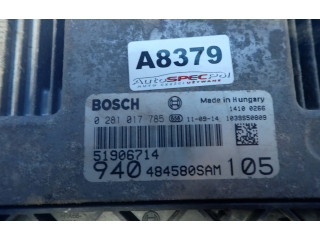 A8379
AutoSPECPol
BOSCH
Made in Hungary
1410 0266
0 281 017 785
11-09-14
1039S50809
51906714
940 484580SAM 105